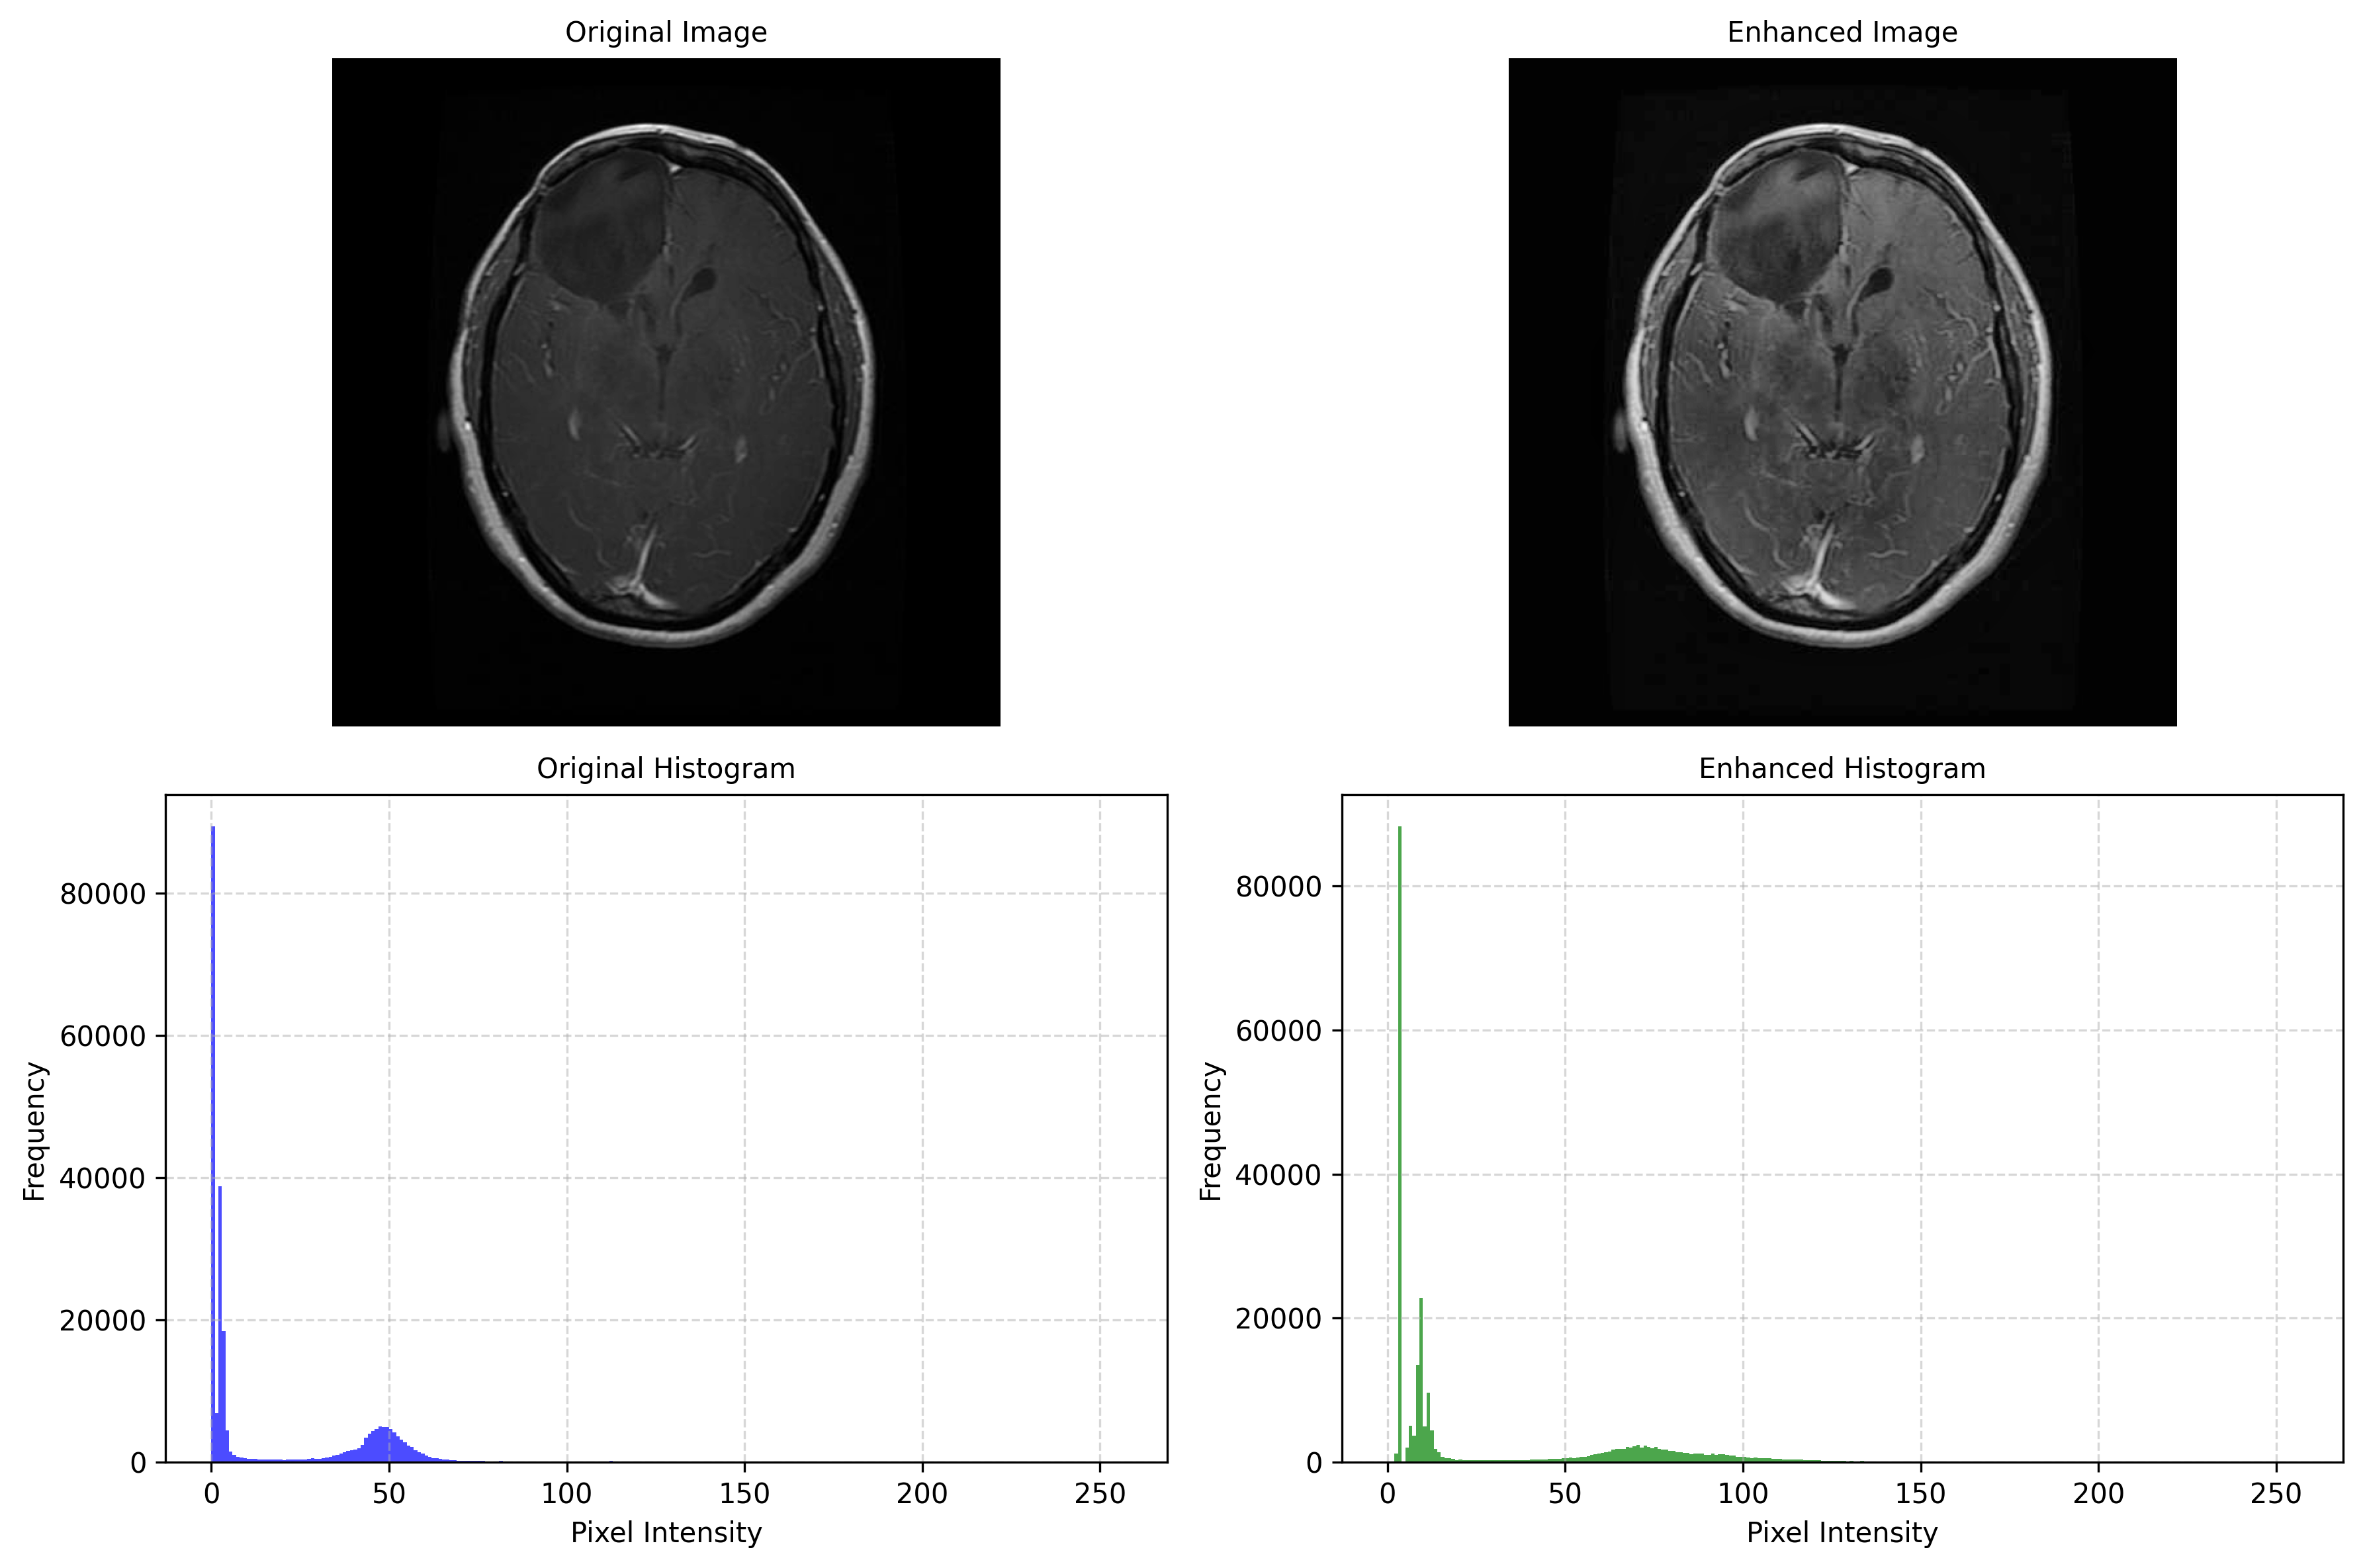 Original Image
Enhanced Image
Original Histogram
Enhanced Histogram
Frequency
80000
60000
40000
20000
0
0 50 100 150 200 250
Pixel Intensity
Frequency
80000
60000
40000
20000
0
0 50 100 150 200 250
Pixel Intensity